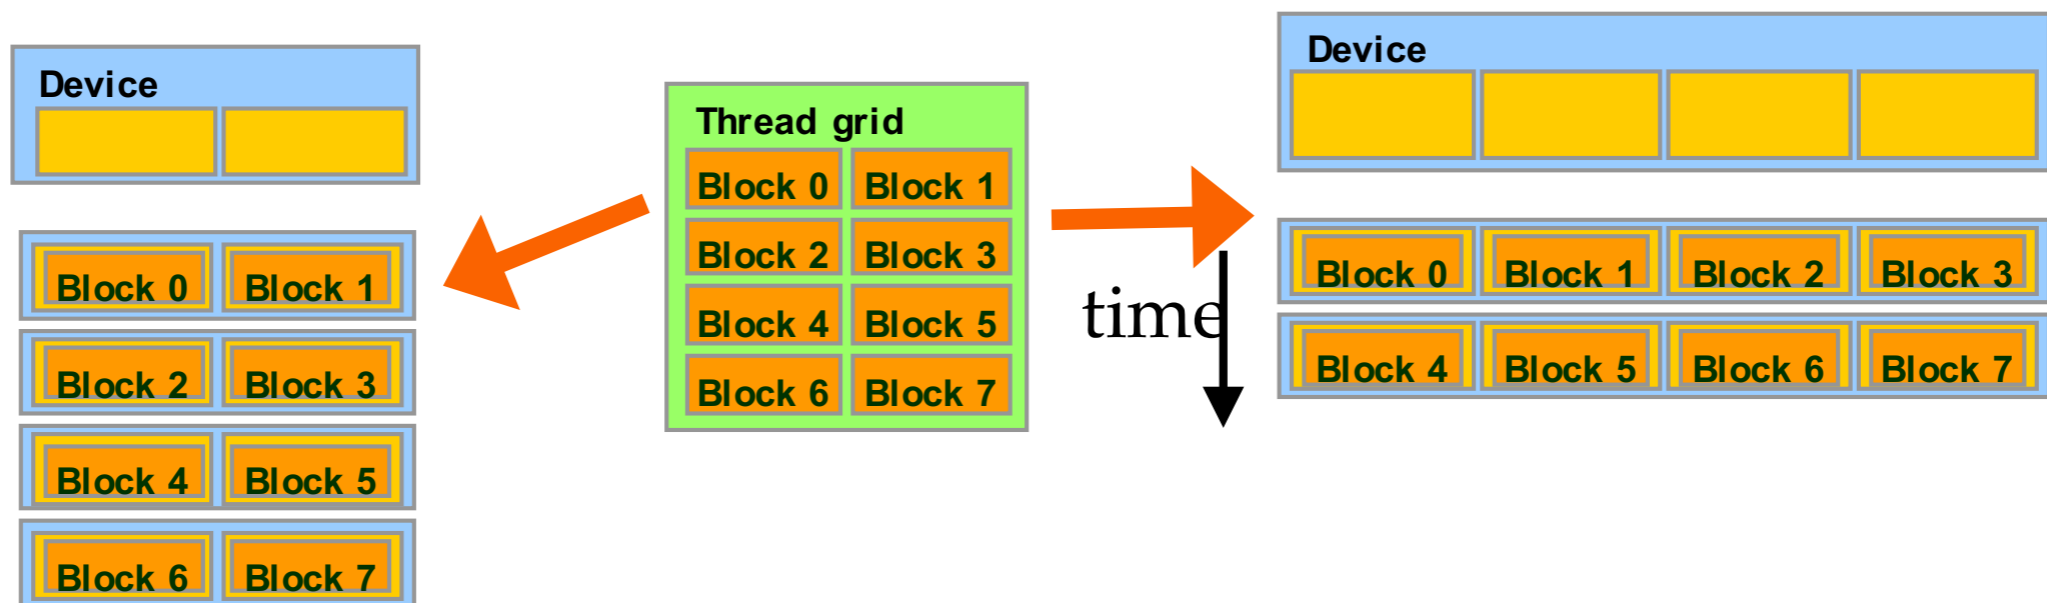 Device
Block 0 Block 1
Block 2 Block 3
Block 4 Block 5
Block 6 Block 7
Thread grid
Block 0 Block 1
Block 2 Block 3
Block 4 Block 5
Block 6 Block 7
time
Device
Block 0 Block 1 Block 2 Block 3
Block 4 Block 5 Block 6 Block 7